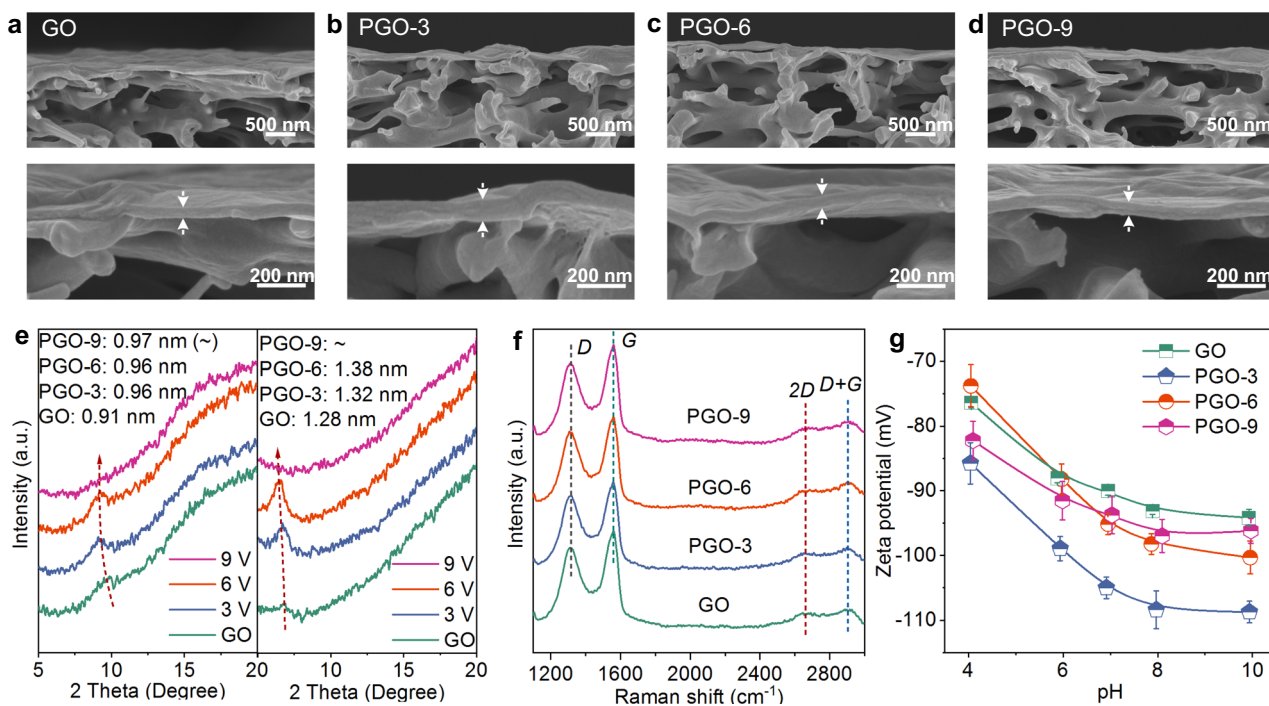 a GO
b PGO-3
c PGO-6
d PGO-9
500 nm
500 nm
500 nm
500 nm
200 nm
200 nm
200 nm
200 nm
e
PGO-9: 0.97 nm (~)
PGO-6: 0.96 nm
PGO-3: 0.96 nm
GO: 0.91 nm
9 V
6 V
3 V
GO
5 10 15 20
2 Theta (Degree)
Intensity (a.u.)
PGO-9: ~
PGO-6: 1.38 nm
PGO-3: 1.32 nm
GO: 1.28 nm
9 V
6 V
3 V
GO
10 15 20
2 Theta (Degree)
f
D
G
2D
D+G
PGO-9
PGO-6
PGO-3
GO
1200 1600 2000 2400 2800
Raman shift (cm⁻¹)
Intensity (a.u.)
g
GO
PGO-3
PGO-6
PGO-9
-70
-80
-90
-100
-110
Zeta potential (mV)
4 6 8 10
pH